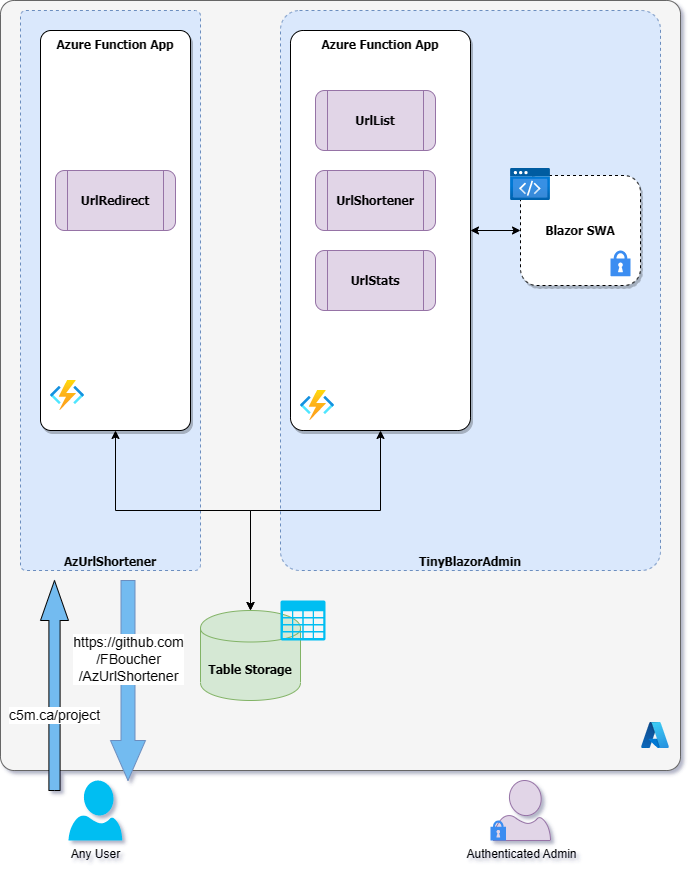 Azure Function App
Azure Function App
UrlList
UrlRedirect
UrlShortener
UrlStats
</>
Blazor SWA
AzUrlShortener
TinyBlazorAdmin
https://github.com
/FBoucher
/AzUrlShortener
c5m.ca/project
Table Storage
Any User
Authenticated Admin